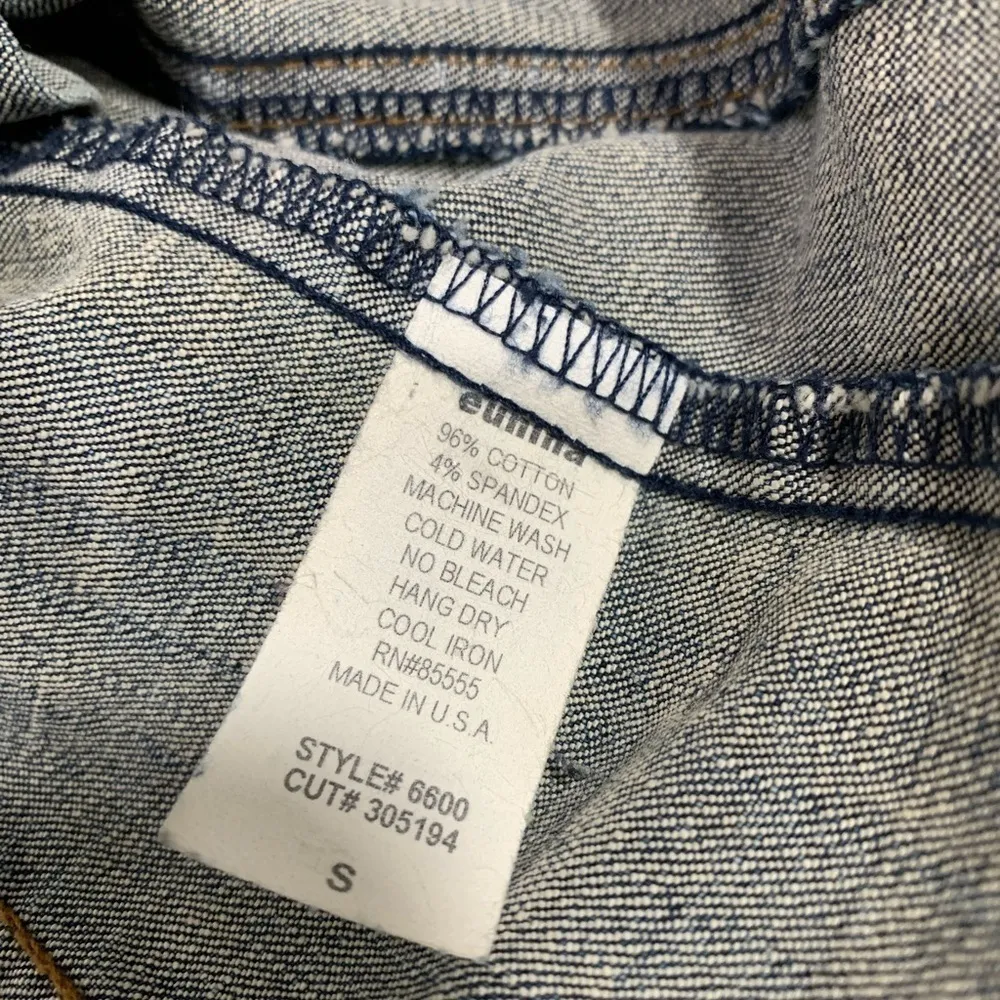 96% COTTON
4% SPANDEX
MACHINE WASH
COLD WATER
NO BLEACH
HANG DRY
COOL IRON
RN#85555
MADE IN U.S.A.
STYLE# 6600
CUT# 305194
S